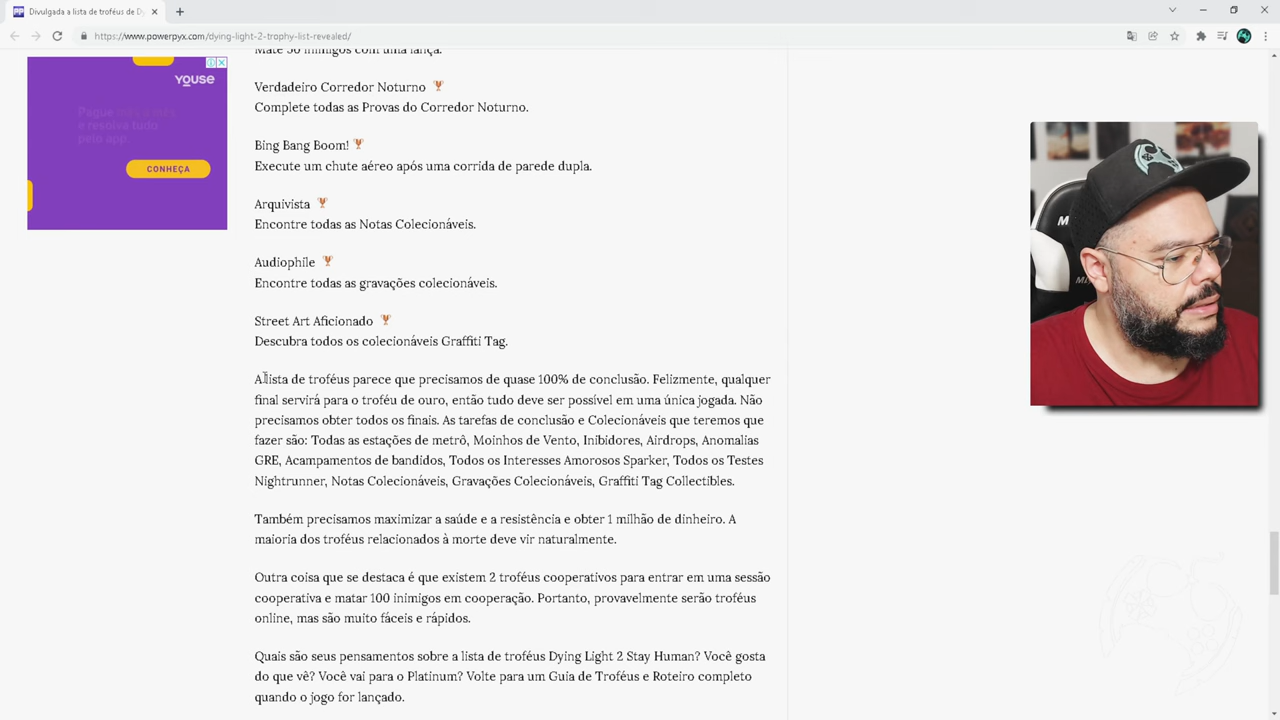 Divulgada a lista de troféus de Dy
https://www.powerpyx.com/dying-light-2-trophy-list-revealed/
youse
Pague
e resolva tudo
pelo app.
CONHEÇA
Mate 50 inimigos com uma lança.
Verdadeiro Corredor Noturno
Complete todas as Provas do Corredor Noturno.
Bing Bang Boom!
Execute um chute aéreo após uma corrida de parede dupla.
Arquivista
Encontre todas as Notas Colecionáveis.
Audiophile
Encontre todas as gravações colecionáveis.
Street Art Aficionado
Descubra todos os colecionáveis Graffiti Tag.
A lista de troféus parece que precisamos de quase 100% de conclusão. Felizmente, qualquer
final servirá para o troféu de ouro, então tudo deve ser possível em uma única jogada. Não
precisamos obter todos os finais. As tarefas de conclusão e Colecionáveis que teremos que
fazer são: Todas as estações de metrô, Moinhos de Vento, Inibidores, Airdrops, Anomalias
GRE, Acampamentos de bandidos, Todos os Interesses Amorosos Sparker, Todos os Testes
Nightrunner, Notas Colecionáveis, Gravações Colecionáveis, Graffiti Tag Collectibles.
Também precisamos maximizar a saúde e a resistência e obter 1 milhão de dinheiro. A
maioria dos troféus relacionados à morte deve vir naturalmente.
Outra coisa que se destaca é que existem 2 troféus cooperativos para entrar em uma sessão
cooperativa e matar 100 inimigos em cooperação. Portanto, provavelmente serão troféus
online, mas são muito fáceis e rápidos.
Quais são seus pensamentos sobre a lista de troféus Dying Light 2 Stay Human? Você gosta
do que vê? Você vai para o Platinum? Volte para um Guia de Troféus e Roteiro completo
quando o jogo for lançado.